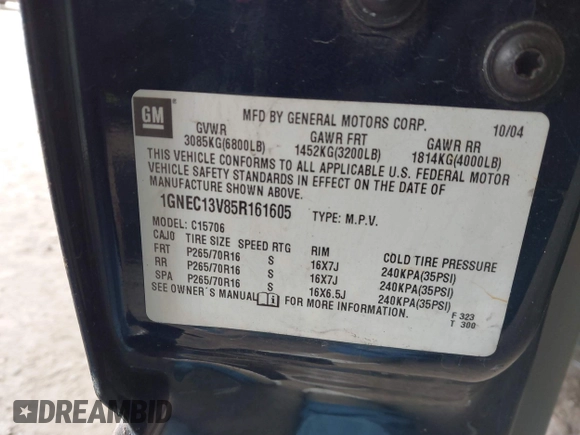 GM
MFD BY GENERAL MOTORS CORP. 10/04
GVWR GAWR FRT GAWR RR
3085KG(6800LB) 1452KG(3200LB) 1814KG(4000LB)
THIS VEHICLE CONFORMS TO ALL APPLICABLE U.S. FEDERAL MOTOR
VEHICLE SAFETY STANDARDS IN EFFECT ON THE DATE OF
MANUFACTURE SHOWN ABOVE.
1GNEC13V85R161605 TYPE: M.P.V.
MODEL: C15706
CAJ0 TIRE SIZE SPEED RTG RIM COLD TIRE PRESSURE
FRT P265/70R16 S 16X7J 240KPA(35PSI)
RR P265/70R16 S 16X7J 240KPA(35PSI)
SPA P265/70R16 S 16X6.5J 240KPA(35PSI)
SEE OWNER'S MANUAL FOR MORE INFORMATION.
F 323
T 300
DREAMBID